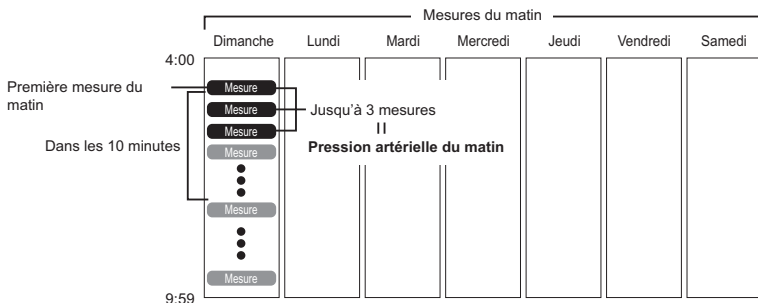 Mesures du matin
Dimanche Lundi Mardi Mercredi Jeudi Vendredi Samedi
4:00
Première mesure du
matin
Mesure
Mesure
Mesure
Jusqu'à 3 mesures
=
Pression artérielle du matin
Dans les 10 minutes
Mesure
Mesure
Mesure
9:59